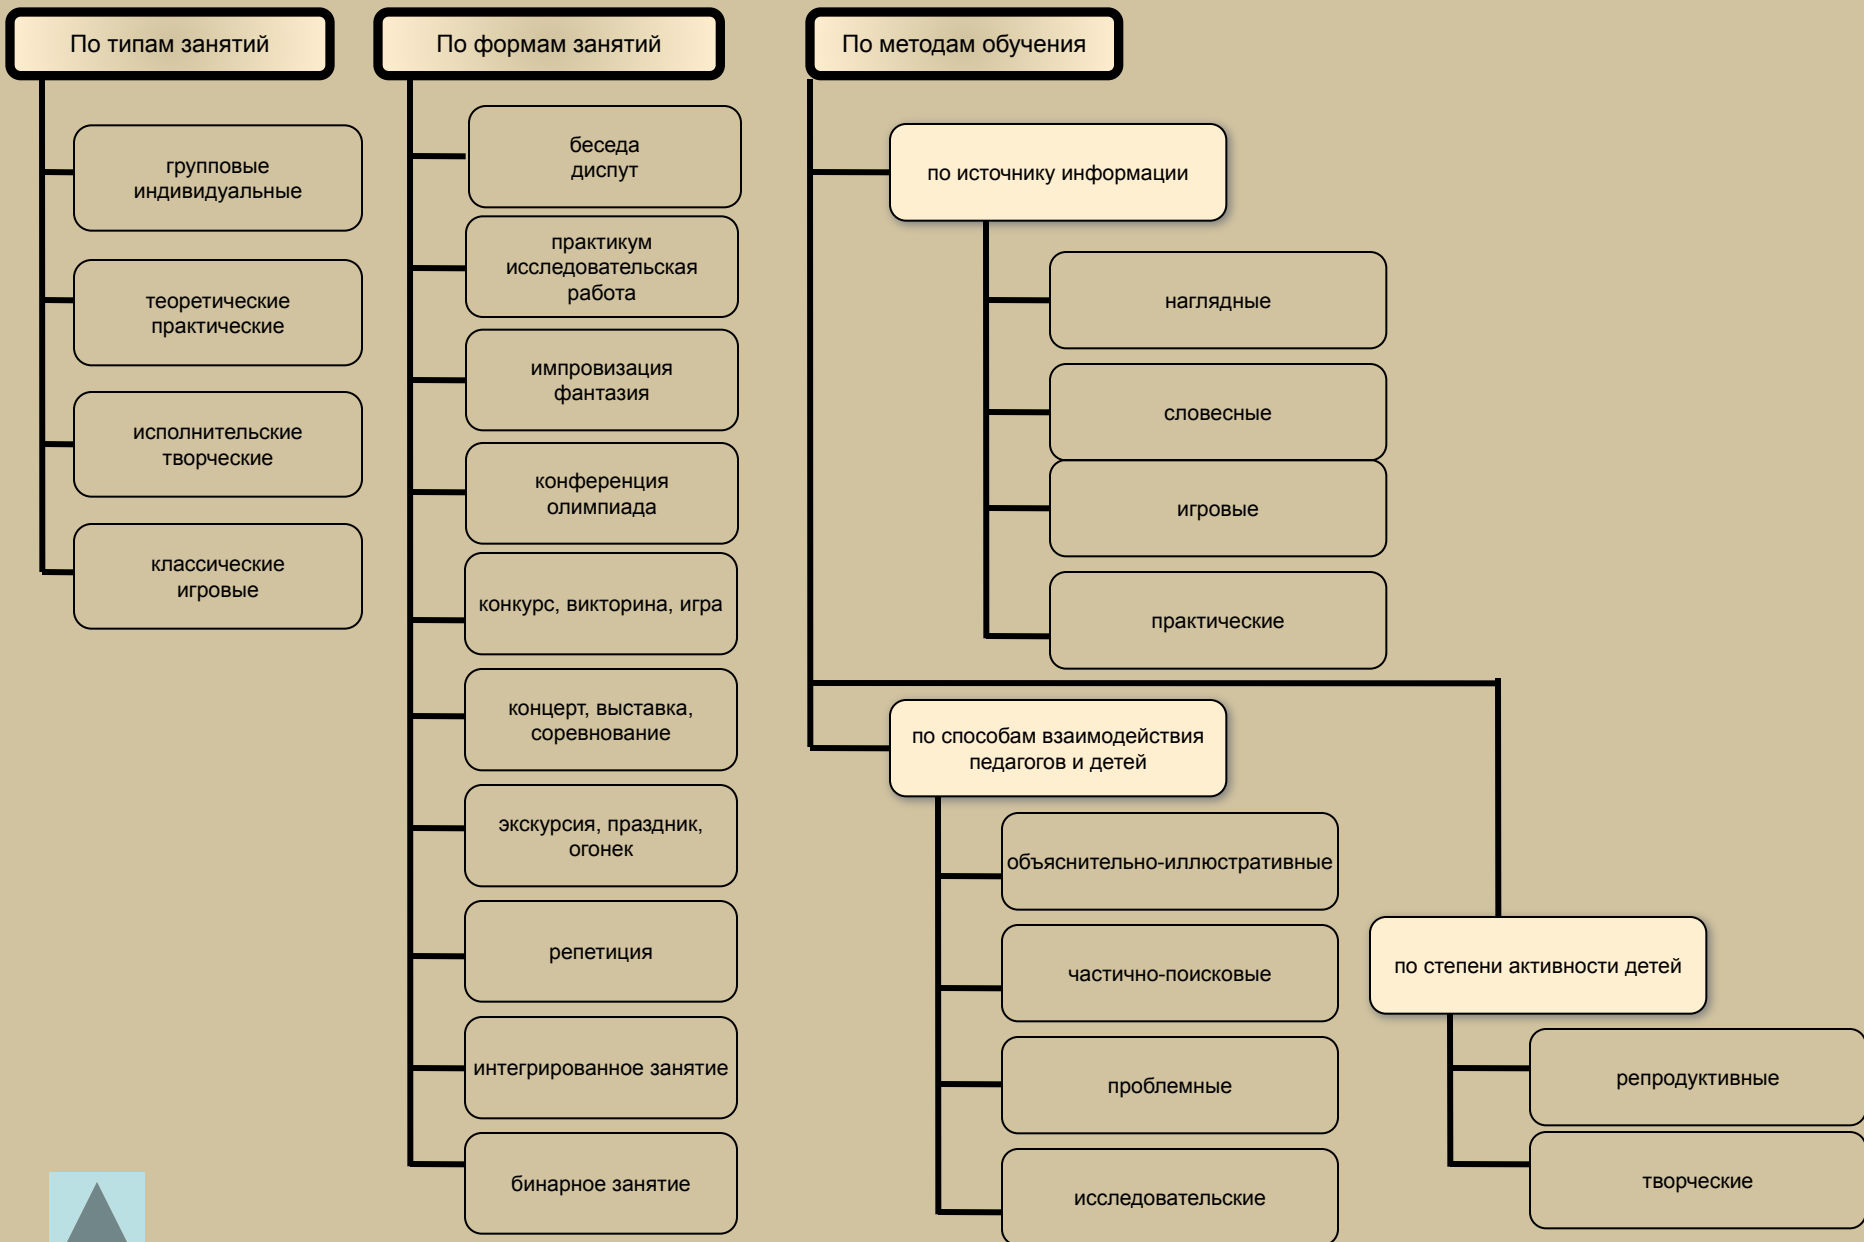 По типам занятий
групповые
индивидуальные
теоретические
практические
исполнительские
творческие
классические
игровые
По формам занятий
беседа
диспут
практикум
исследовательская
работа
импровизация
фантазия
конференция
олимпиада
конкурс, викторина, игра
концерт, выставка,
соревнование
экскурсия, праздник,
огонек
репетиция
интегрированное занятие
бинарное занятие
По методам обучения
по источнику информации
наглядные
словесные
игровые
практические
по способам взаимодействия
педагогов и детей
объяснительно-иллюстративные
частично-поисковые
проблемные
исследовательские
по степени активности детей
репродуктивные
творческие